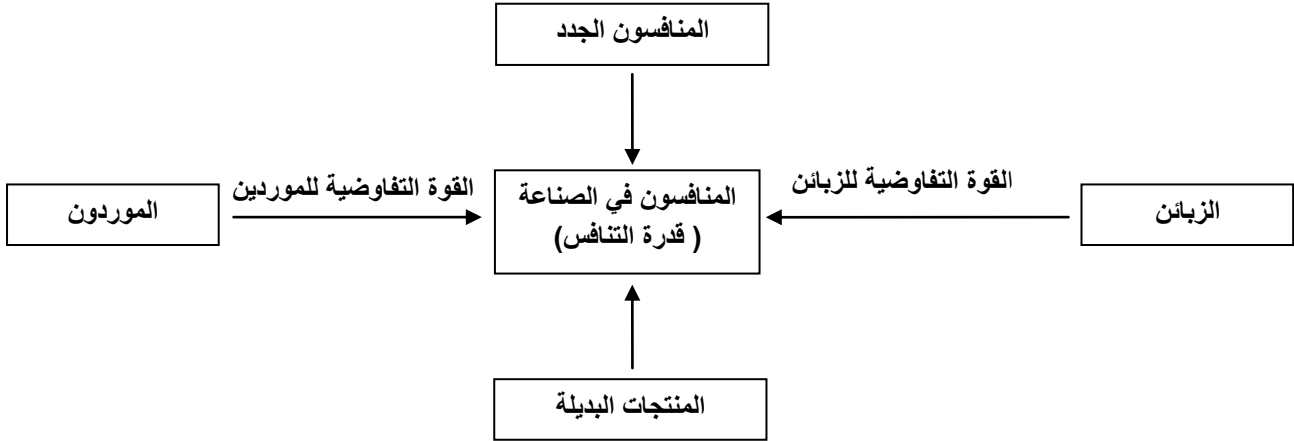 المنافسون الجدد
القوة التفاوضية للزبائن
القوة التفاوضية للموردين
الزبائن
المنافسون في الصناعة
( قدرة التنافس)
الموردون
المنتجات البديلة